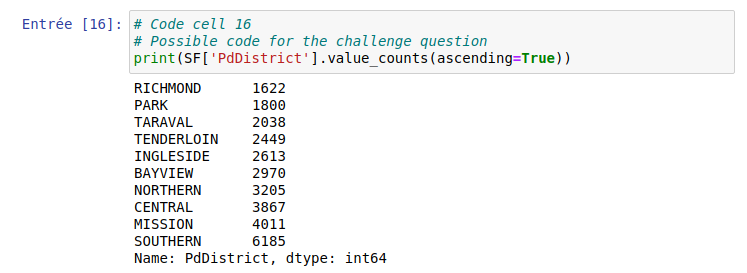 Entrée [16]: # Code cell 16
# Possible code for the challenge question
print(SF['PdDistrict'].value_counts(ascending=True))
RICHMOND 1622
PARK 1800
TARAVAL 2038
TENDERLOIN 2449
INGLESIDE 2613
BAYVIEW 2970
NORTHERN 3205
CENTRAL 3867
MISSION 4011
SOUTHERN 6185
Name: PdDistrict, dtype: int64